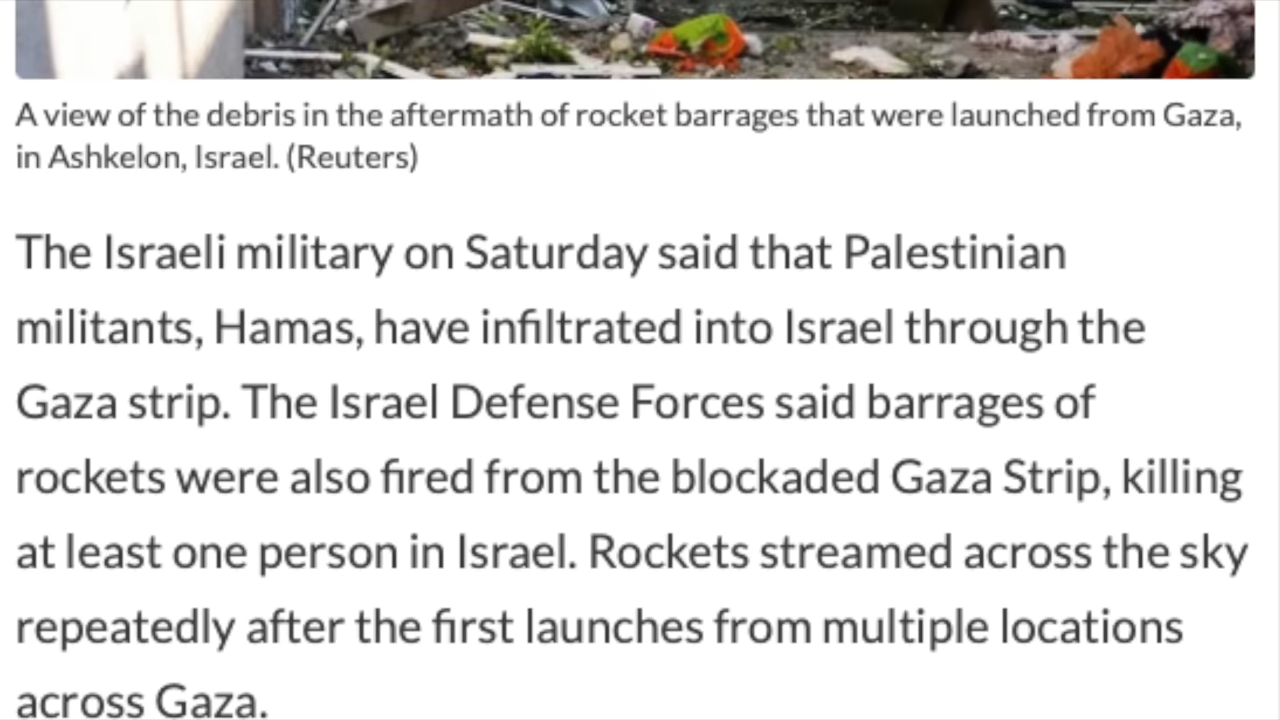 A view of the debris in the aftermath of rocket barrages that were launched from Gaza,
in Ashkelon, Israel. (Reuters)
The Israeli military on Saturday said that Palestinian
militants, Hamas, have infiltrated into Israel through the
Gaza strip. The Israel Defense Forces said barrages of
rockets were also fired from the blockaded Gaza Strip, killing
at least one person in Israel. Rockets streamed across the sky
repeatedly after the first launches from multiple locations
across Gaza.